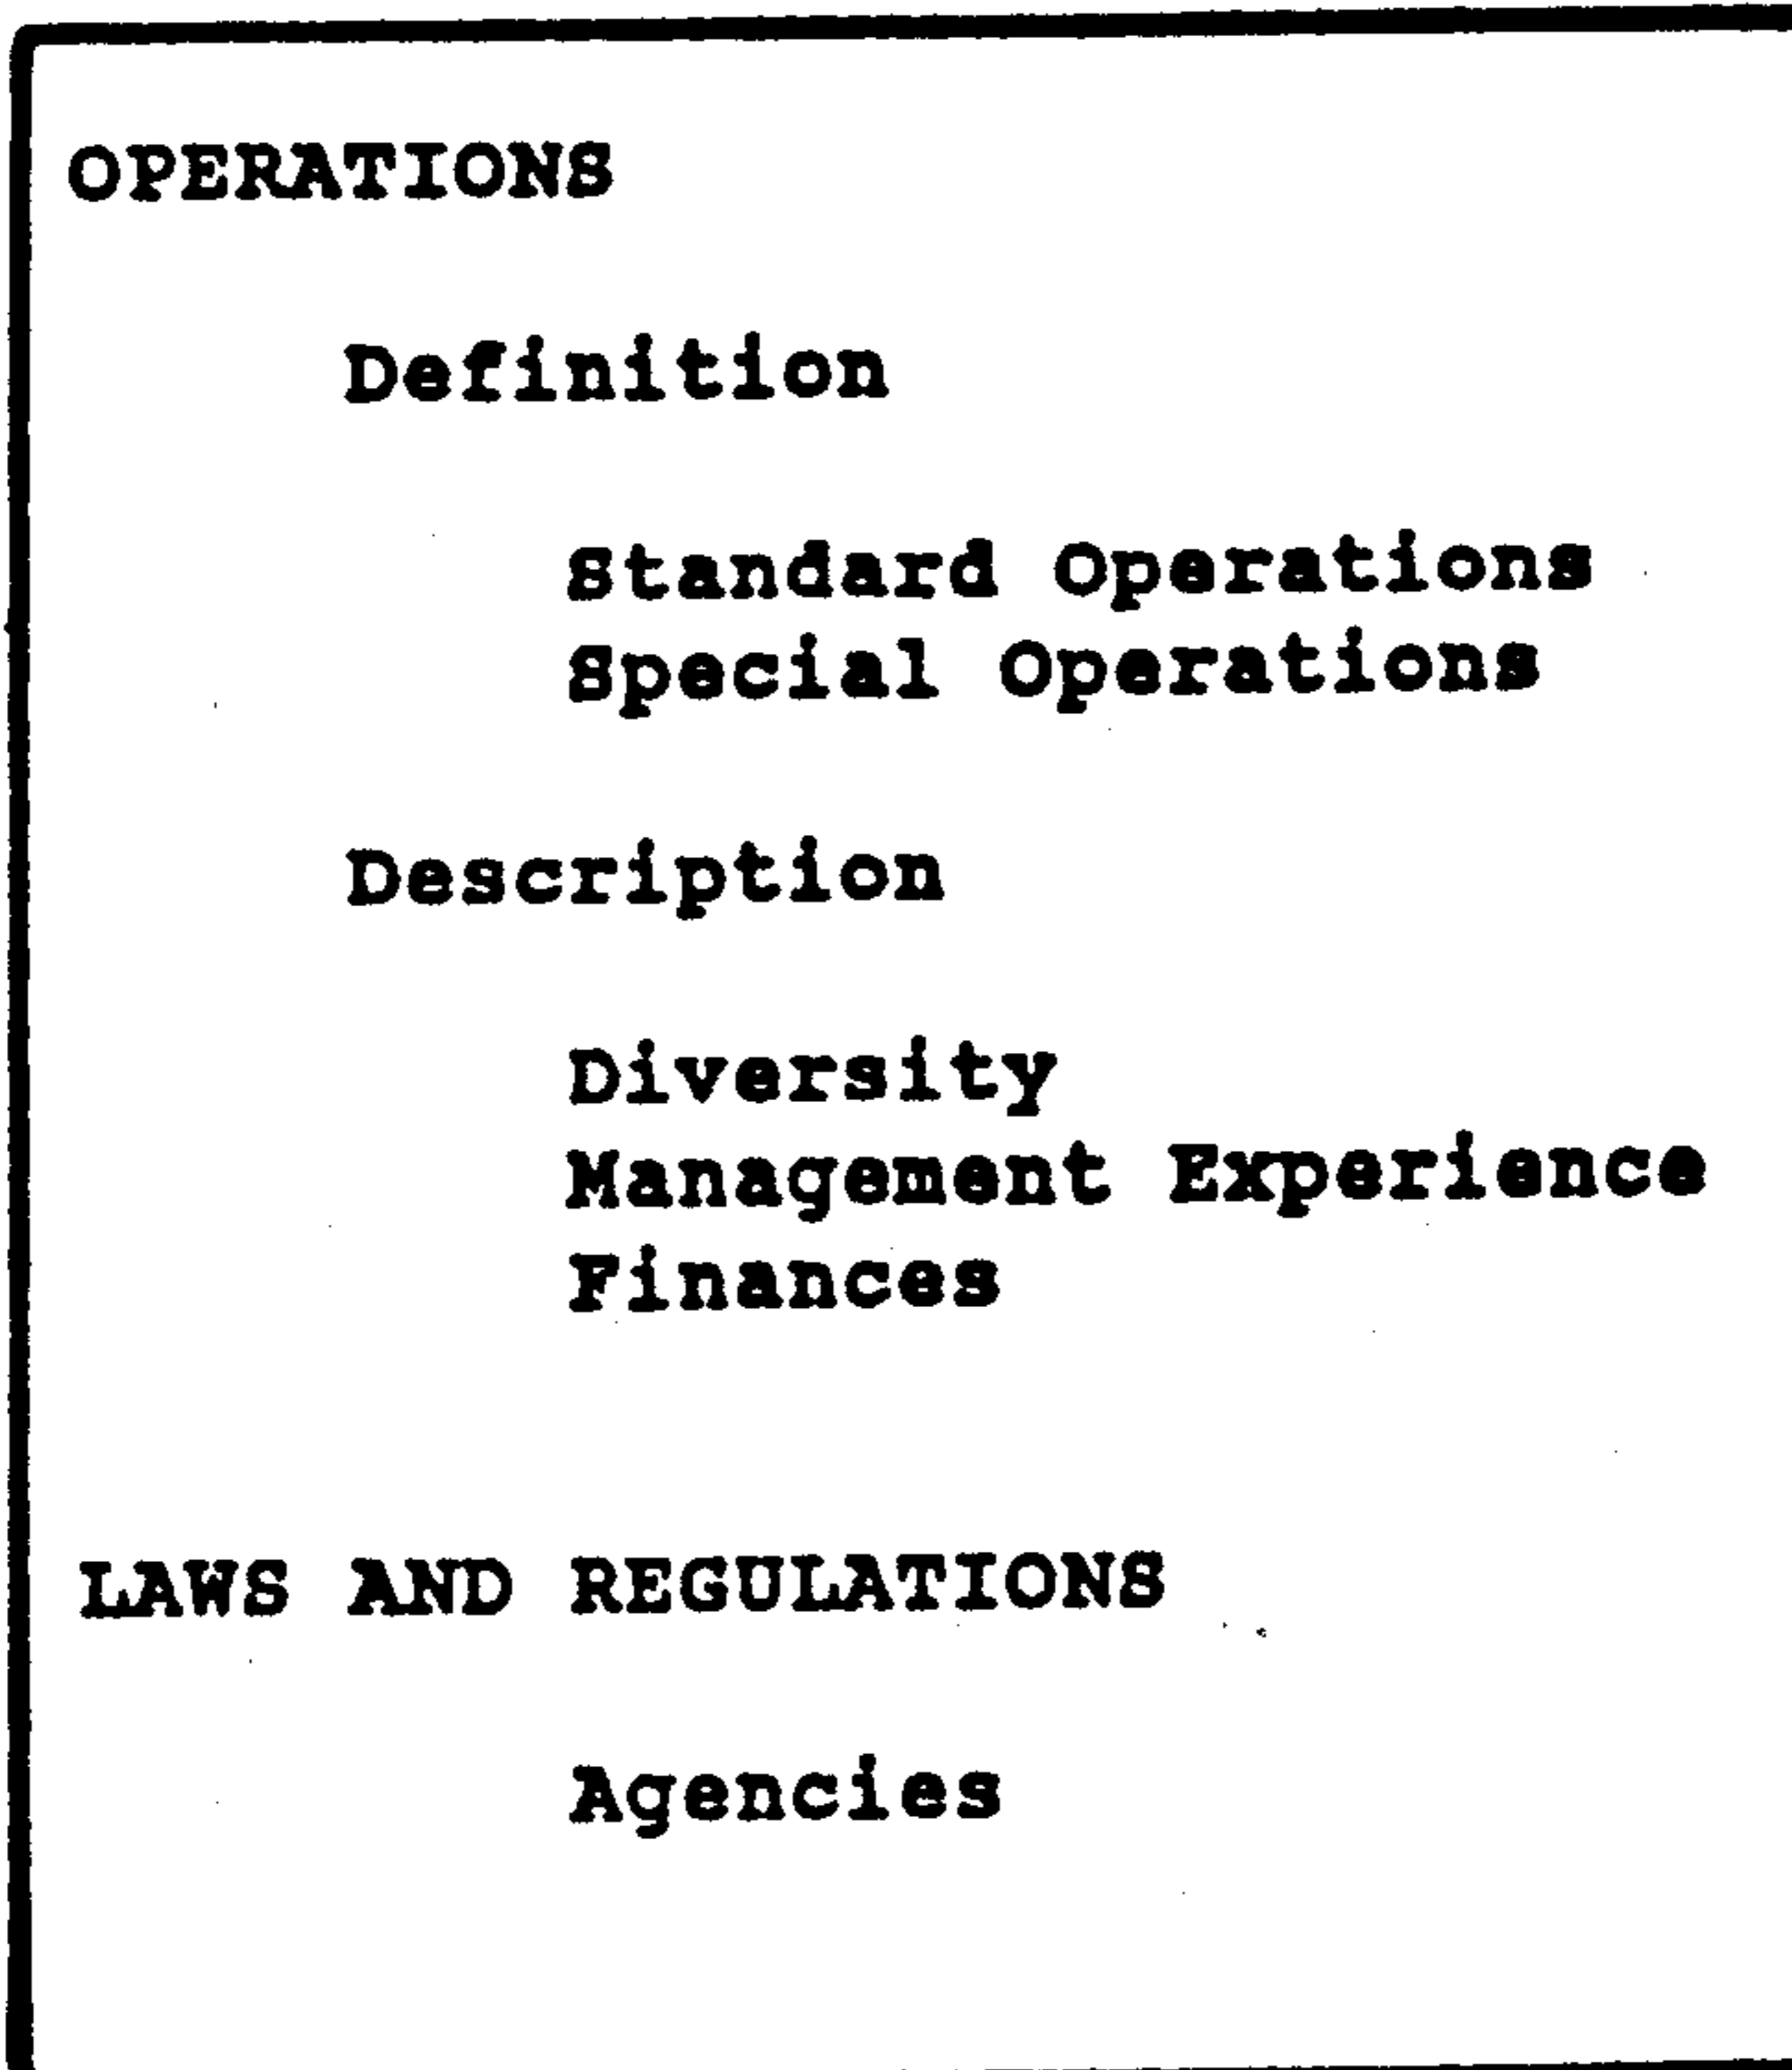 OPERATIONS
Definition
Standard Operations
Special Operations
Description
Diversity
Management Experience
Finances
LAWS AND REGULATIONS
Agencies